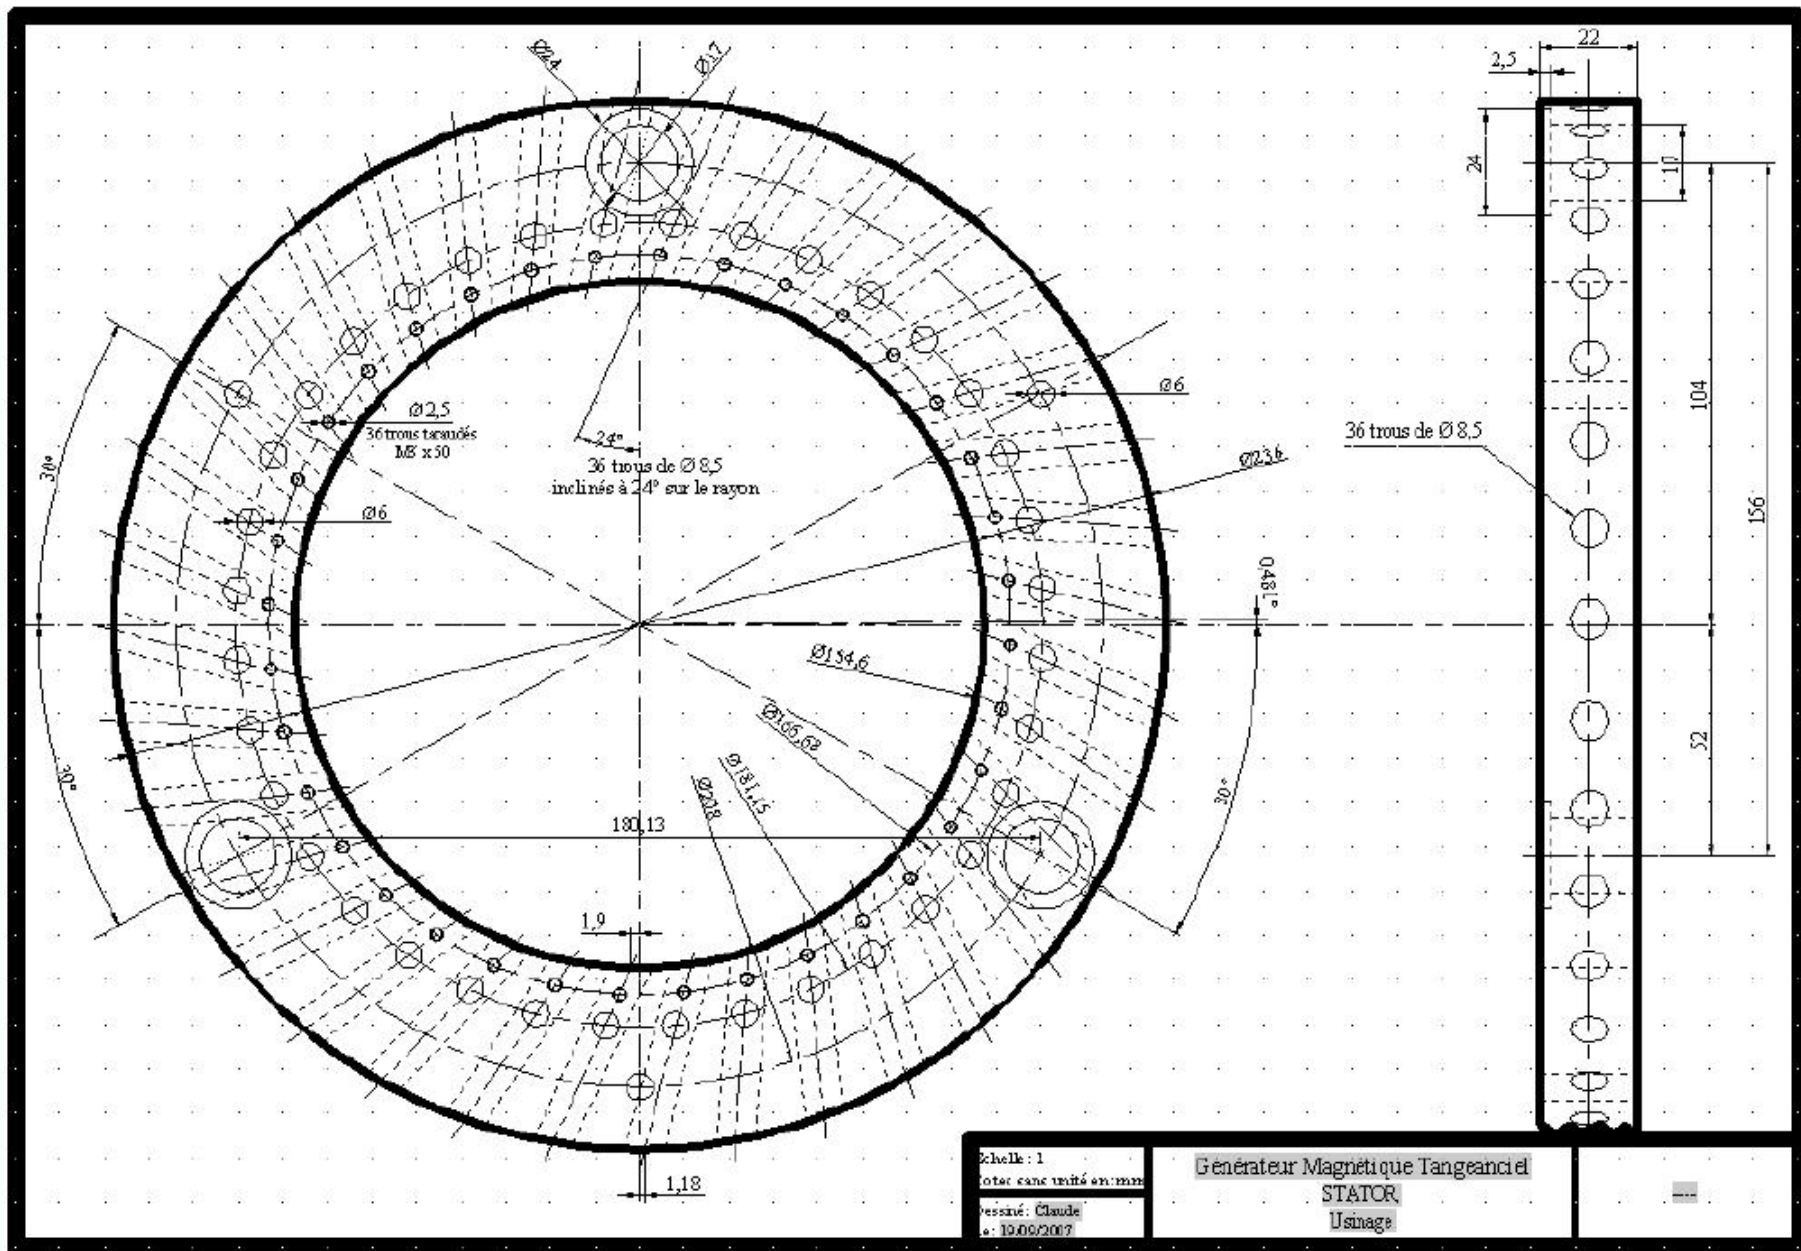 Ø24
Ø17
22
2,5
24
10
104
156
52
36 trous de Ø 8,5
Ø6
Ø236
Ø2,5
36 trous taraudés
M3 x 50
24°
36 trous de Ø 8,5
inclinés à 24° sur le rayon
Ø6
30°
30°
0,481°
30°
Ø154,6
Ø166,62
Ø181,15
Ø208
180,13
1,9
1,18
Echelle : 1
Cotes sans unité en : mm
Dessiné : Claude
Le : 19/09/2007
Générateur Magnétique Tangeanciel
STATOR
Usinage
----